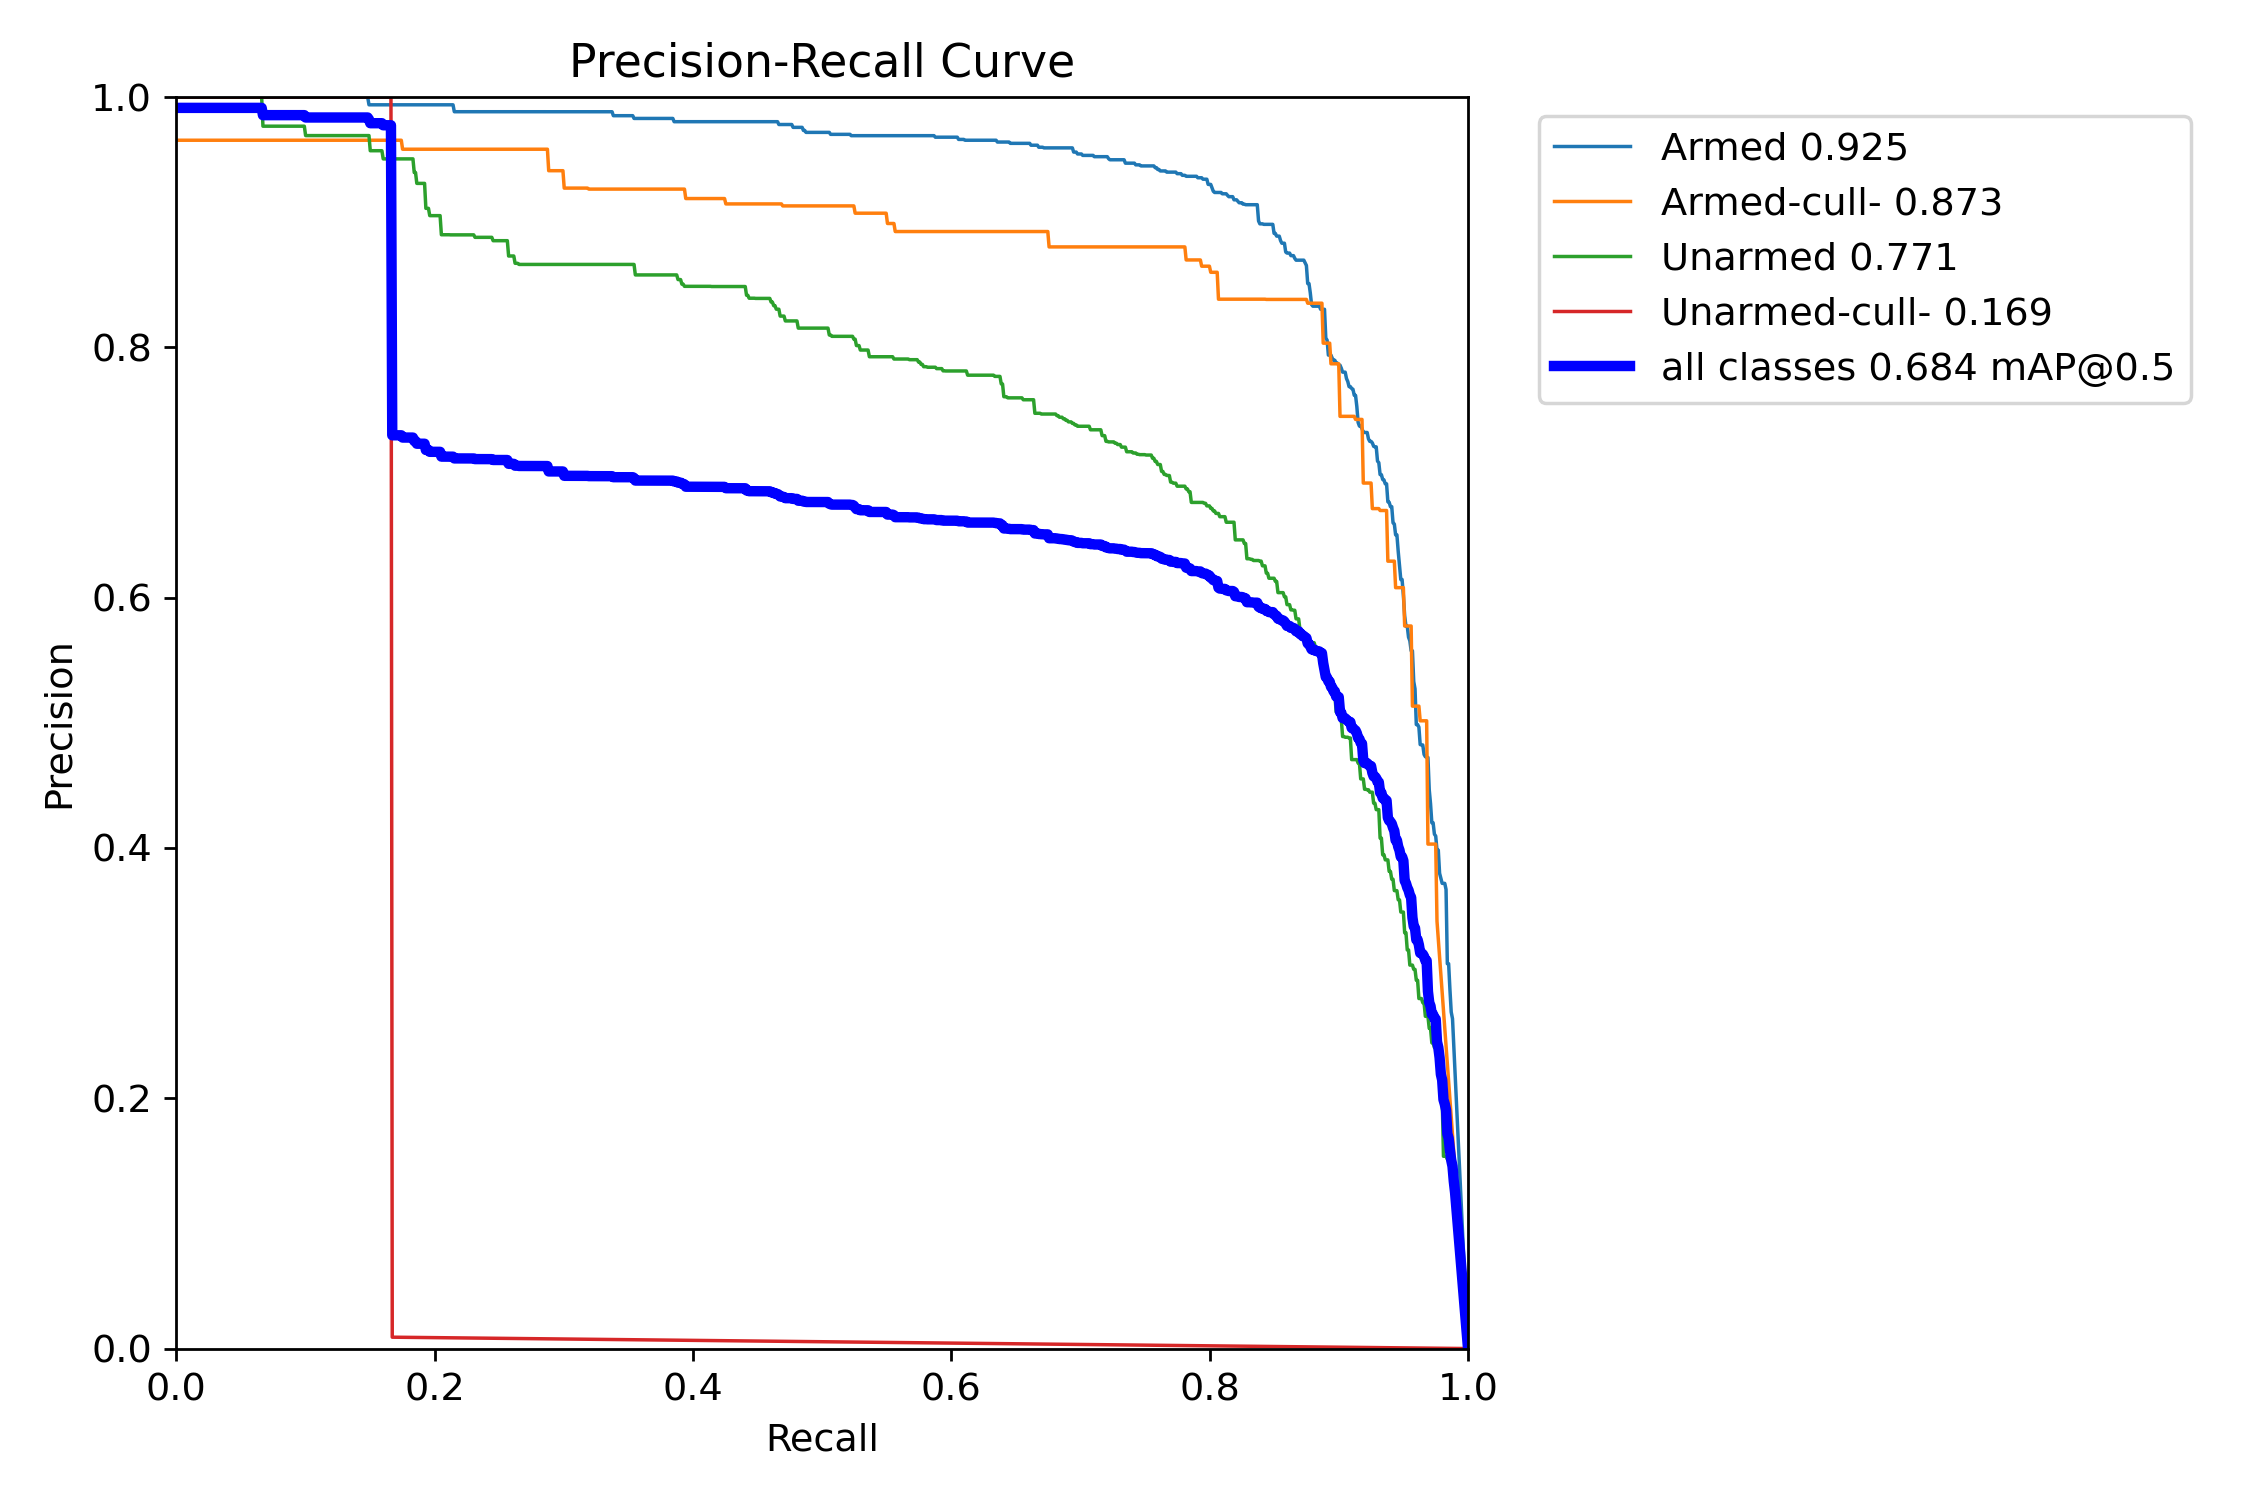 Precision-Recall Curve
1.0
0.8
0.6
0.4
0.2
0.0
Precision
0.0 0.2 0.4 0.6 0.8 1.0
Recall
Armed 0.925
Armed-cull- 0.873
Unarmed 0.771
Unarmed-cull- 0.169
all classes 0.684 mAP@0.5